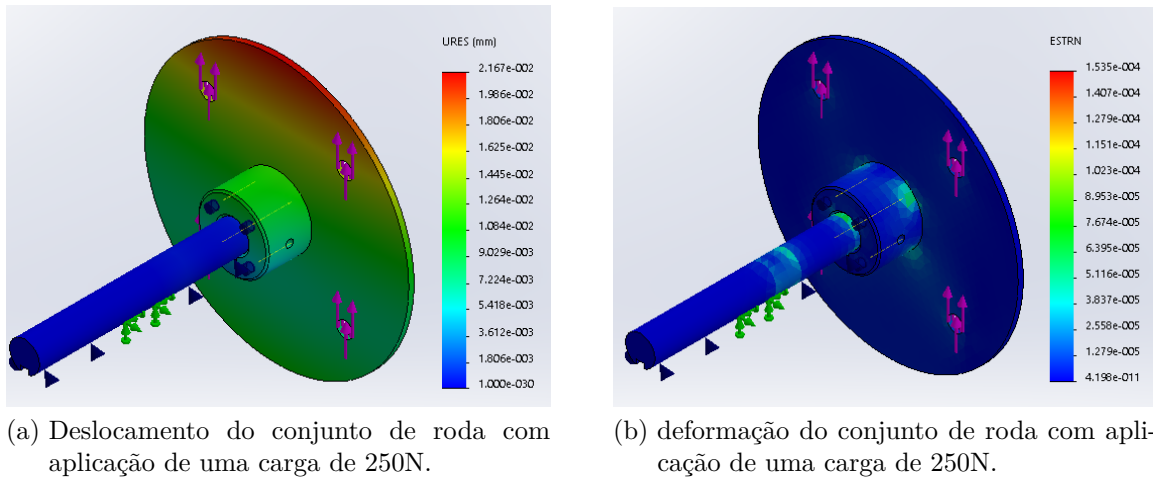 URES (mm)
2.167e-002
1.986e-002
1.806e-002
1.625e-002
1.445e-002
1.264e-002
1.084e-002
9.029e-003
7.224e-003
5.418e-003
3.612e-003
1.806e-003
1.000e-030
ESTRN
1.535e-004
1.407e-004
1.279e-004
1.151e-004
1.023e-004
8.953e-005
7.674e-005
6.395e-005
5.116e-005
3.837e-005
2.558e-005
1.279e-005
4.198e-011
(a) Deslocamento do conjunto de roda com
aplicação de uma carga de 250N.
(b) deformação do conjunto de roda com apli-
cação de uma carga de 250N.